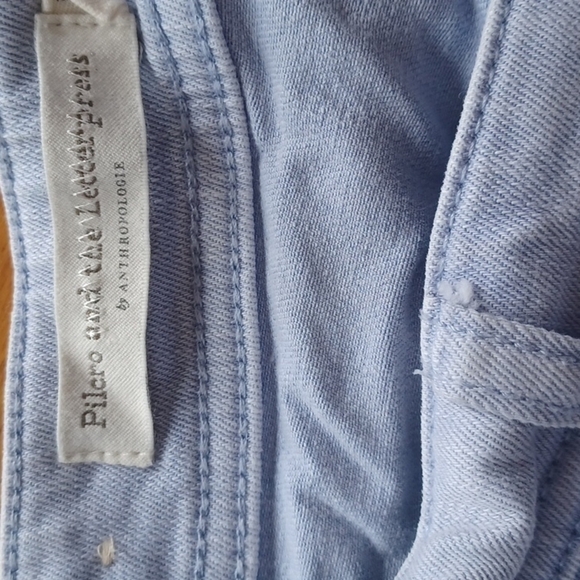 Pilcro and the Letterpress
by ANTHROPOLOGIE